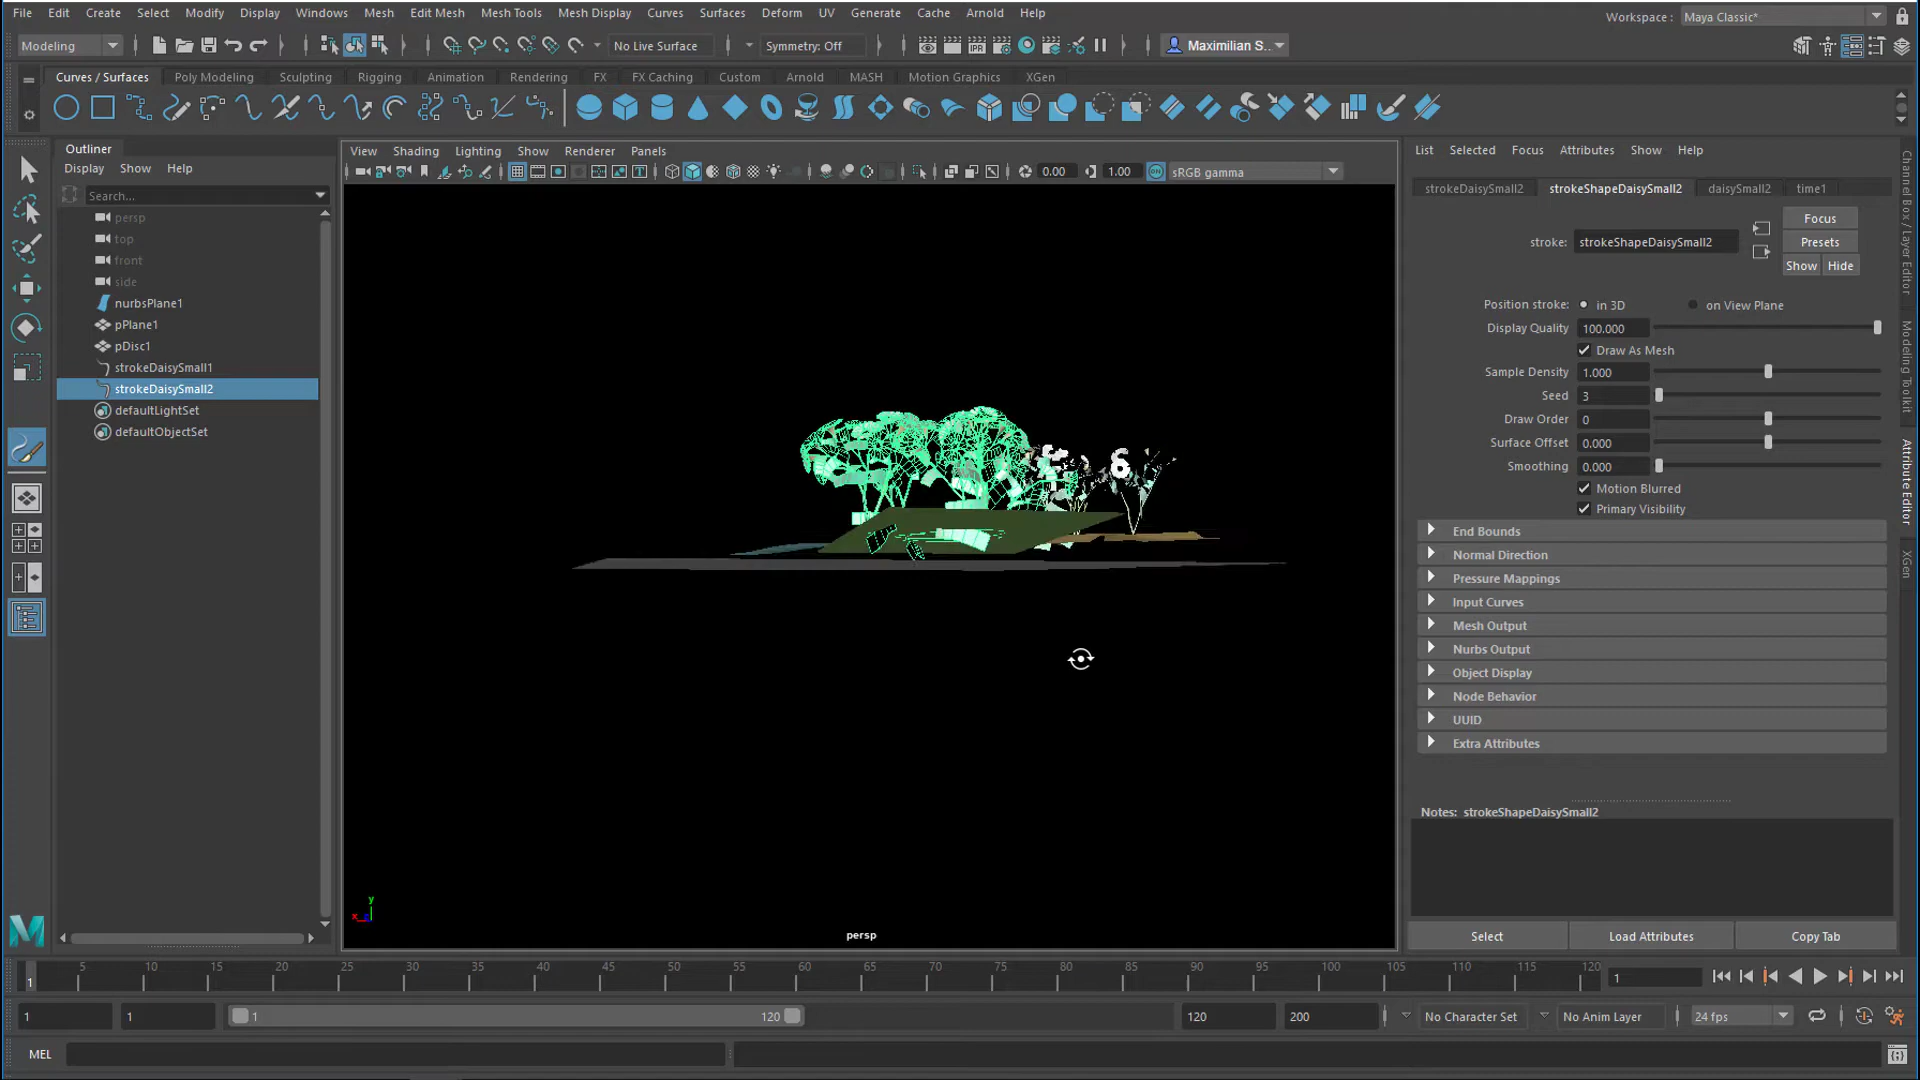 File Edit Create Select Modify Display Windows Mesh Edit Mesh Mesh Tools Mesh Display Curves Surfaces Deform UV Generate Cache Arnold Help
Workspace : Maya Classic*
Modeling No Live Surface Symmetry: Off Maximilian S..
Curves / Surfaces Poly Modeling Sculpting Rigging Animation Rendering FX FX Caching Custom Arnold MASH Motion Graphics XGen
Outliner
Display Show Help
Search...
persp
top
front
side
nurbsPlane1
pPlane1
pDisc1
strokeDaisySmall1
strokeDaisySmall2
defaultLightSet
defaultObjectSet
View Shading Lighting Show Renderer Panels
0.00 1.00 sRGB gamma
y
x
persp
List Selected Focus Attributes Show Help
strokeDaisySmall2 strokeShapeDaisySmall2 daisySmall2 time1
stroke: strokeShapeDaisySmall2
Focus
Presets
Show Hide
Position stroke: in 3D on View Plane
Display Quality 100.000
Draw As Mesh
Sample Density 1.000
Seed 3
Draw Order 0
Surface Offset 0.000
Smoothing 0.000
Motion Blurred
Primary Visibility
End Bounds
Normal Direction
Pressure Mappings
Input Curves
Mesh Output
Nurbs Output
Object Display
Node Behavior
UUID
Extra Attributes
Notes: strokeShapeDaisySmall2
Select Load Attributes Copy Tab
Channel Box / Layer Editor
Modeling Toolkit
Attribute Editor
XGen
1 5 10 15 20 25 30 35 40 45 50 55 60 65 70 75 80 85 90 95 100 105 110 115 120 1
1 1 1 120 120 200 No Character Set No Anim Layer 24 fps
MEL